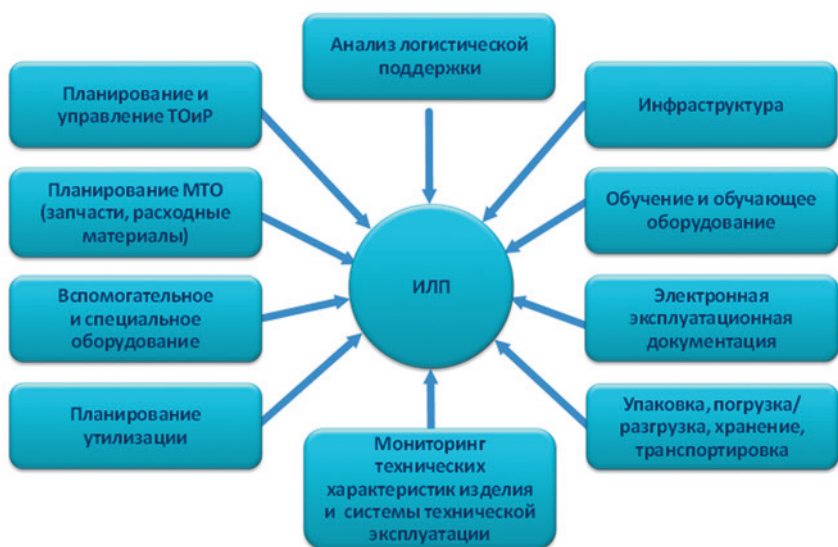 Анализ логистической
поддержки
Планирование и
управление ТОиР
Инфраструктура
Планирование МТО
(запчасти, расходные
материалы)
Обучение и обучающее
оборудование
ИЛП
Вспомогательное
и специальное
оборудование
Электронная
эксплуатационная
документация
Планирование
утилизации
Упаковка, погрузка/
разгрузка, хранение,
транспортировка
Мониторинг
технических
характеристик изделия
и системы технической
эксплуатации